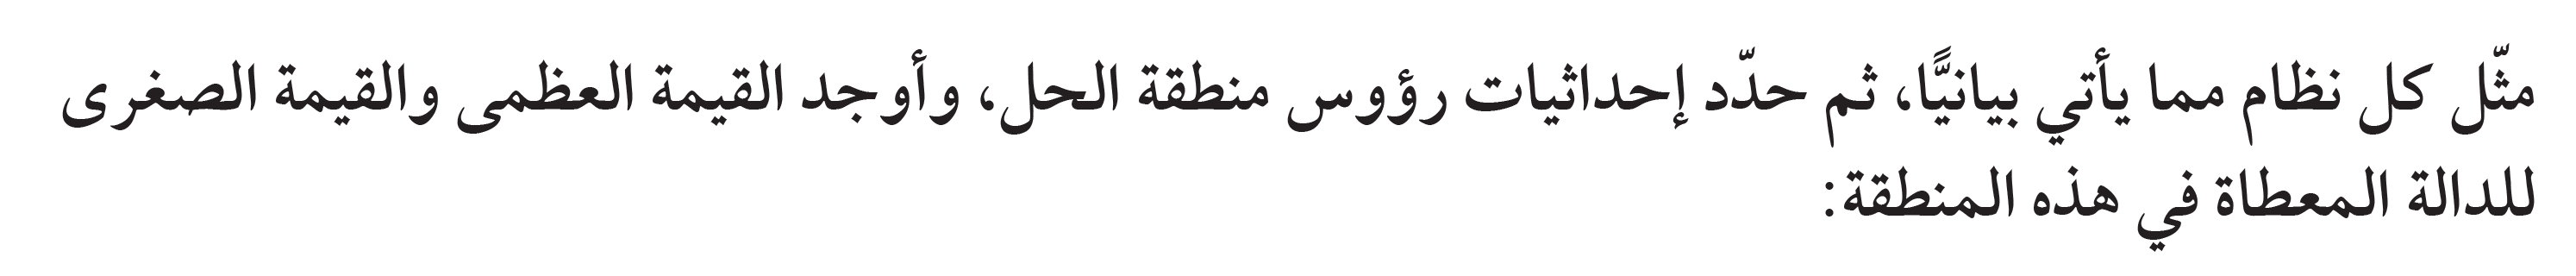 مثّل كل نظام مما يأتي بيانيًّا، ثم حدّد إحداثيات رؤوس منطقة الحل، وأوجد القيمة العظمى والقيمة الصغرى
للدالة المعطاة في هذه المنطقة: